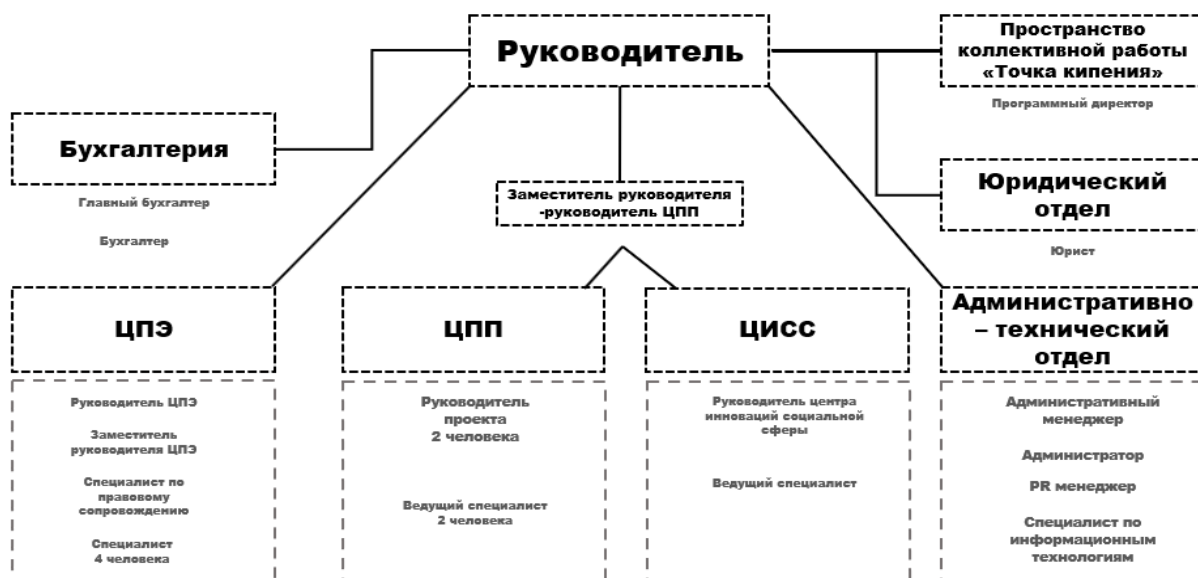 Руководитель
Пространство
коллективной работы
«Точка кипения»
Программный директор
Бухгалтерия
Главный бухгалтер
Бухгалтер
Заместитель руководителя
-руководитель ЦПП
Юридический
отдел
Юрист
ЦПЭ
Руководитель ЦПЭ
Заместитель
руководителя ЦПЭ
Специалист по
правовому
сопровождению
Специалист
4 человека
ЦПП
Руководитель
проекта
2 человека
Ведущий специалист
2 человека
ЦИСС
Руководитель центра
инноваций социальной
сферы
Ведущий специалист
Административно
– технический
отдел
Административный
менеджер
Администратор
PR менеджер
Специалист по
информационным
технологиям